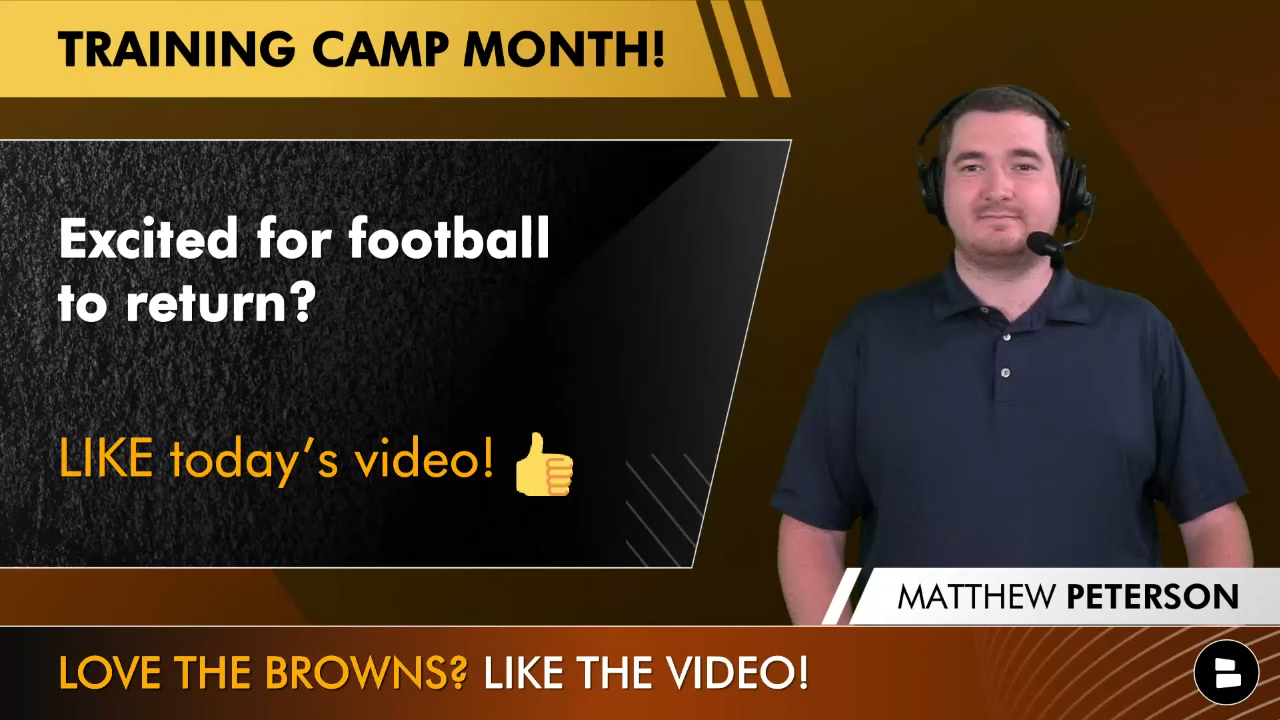 TRAINING CAMP MONTH!
Excited for football
to return?
LIKE today's video!
MATTHEW PETERSON
LOVE THE BROWNS? LIKE THE VIDEO!